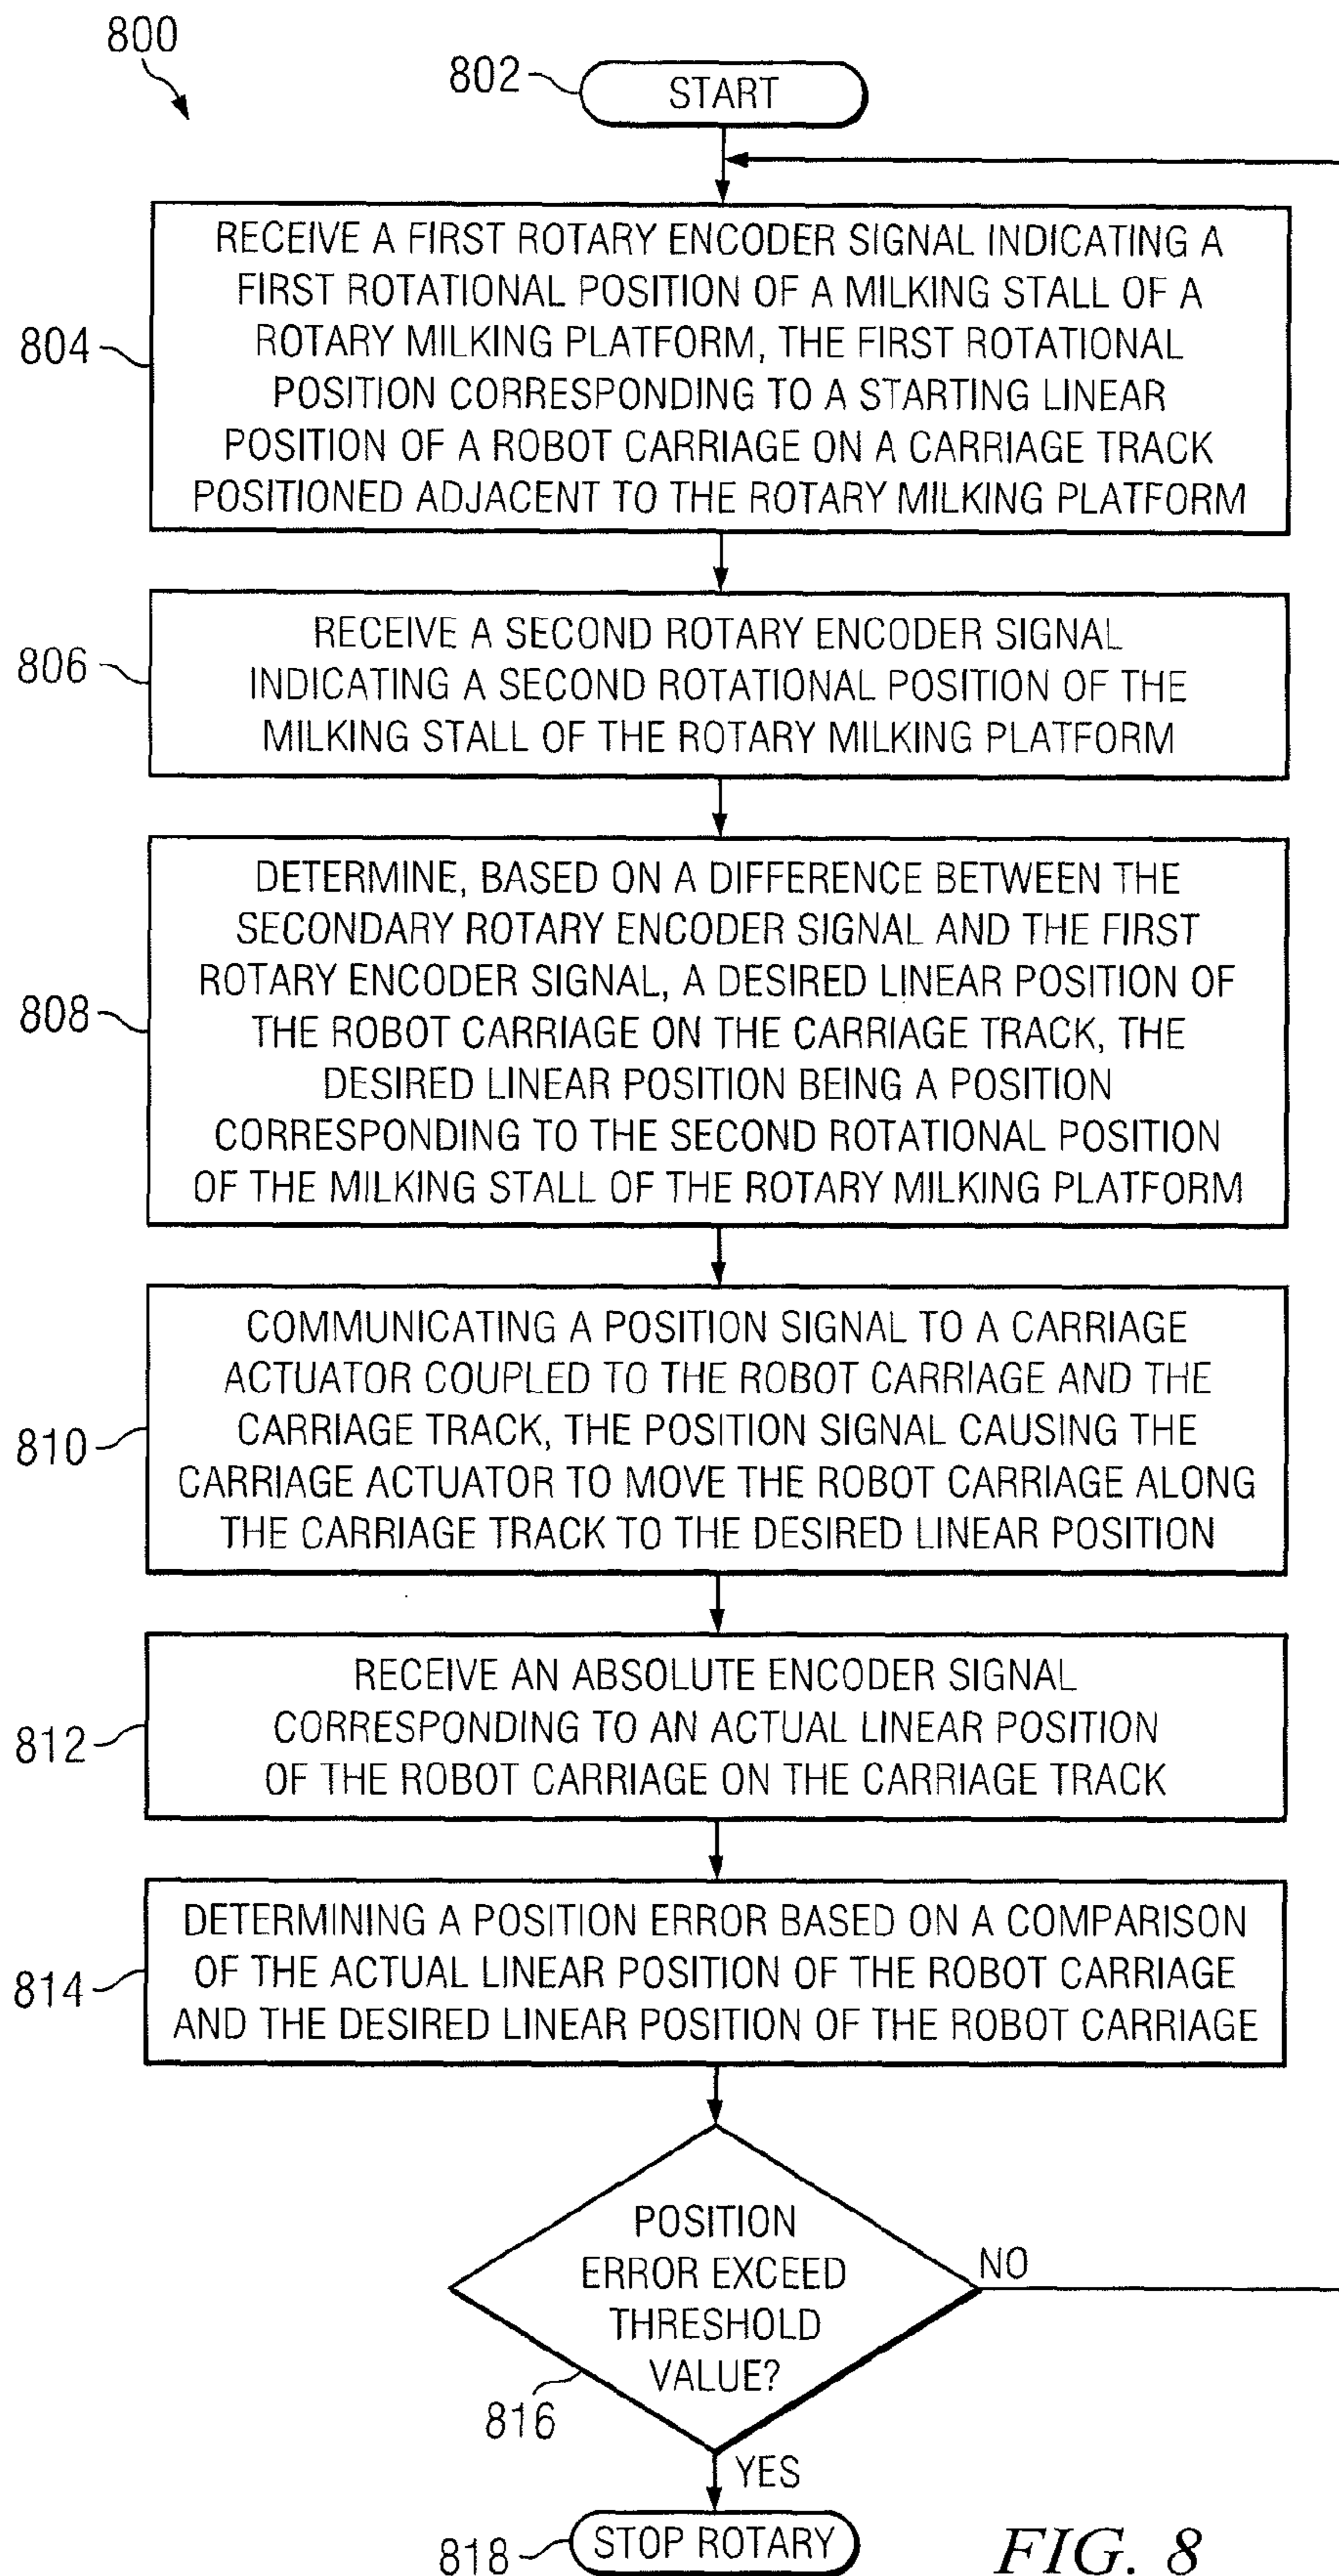 800
802
START
804
RECEIVE A FIRST ROTARY ENCODER SIGNAL INDICATING A
FIRST ROTATIONAL POSITION OF A MILKING STALL OF A
ROTARY MILKING PLATFORM, THE FIRST ROTATIONAL
POSITION CORRESPONDING TO A STARTING LINEAR
POSITION OF A ROBOT CARRIAGE ON A CARRIAGE TRACK
POSITIONED ADJACENT TO THE ROTARY MILKING PLATFORM
806
RECEIVE A SECOND ROTARY ENCODER SIGNAL
INDICATING A SECOND ROTATIONAL POSITION OF THE
MILKING STALL OF THE ROTARY MILKING PLATFORM
808
DETERMINE, BASED ON A DIFFERENCE BETWEEN THE
SECONDARY ROTARY ENCODER SIGNAL AND THE FIRST
ROTARY ENCODER SIGNAL, A DESIRED LINEAR POSITION OF
THE ROBOT CARRIAGE ON THE CARRIAGE TRACK, THE
DESIRED LINEAR POSITION BEING A POSITION
CORRESPONDING TO THE SECOND ROTATIONAL POSITION
OF THE MILKING STALL OF THE ROTARY MILKING PLATFORM
810
COMMUNICATING A POSITION SIGNAL TO A CARRIAGE
ACTUATOR COUPLED TO THE ROBOT CARRIAGE AND THE
CARRIAGE TRACK, THE POSITION SIGNAL CAUSING THE
CARRIAGE ACTUATOR TO MOVE THE ROBOT CARRIAGE ALONG
THE CARRIAGE TRACK TO THE DESIRED LINEAR POSITION
812
RECEIVE AN ABSOLUTE ENCODER SIGNAL
CORRESPONDING TO AN ACTUAL LINEAR POSITION
OF THE ROBOT CARRIAGE ON THE CARRIAGE TRACK
814
DETERMINING A POSITION ERROR BASED ON A COMPARISON
OF THE ACTUAL LINEAR POSITION OF THE ROBOT CARRIAGE
AND THE DESIRED LINEAR POSITION OF THE ROBOT CARRIAGE
POSITION
ERROR EXCEED
THRESHOLD
VALUE?
NO
816
YES
818
STOP ROTARY
FIG. 8